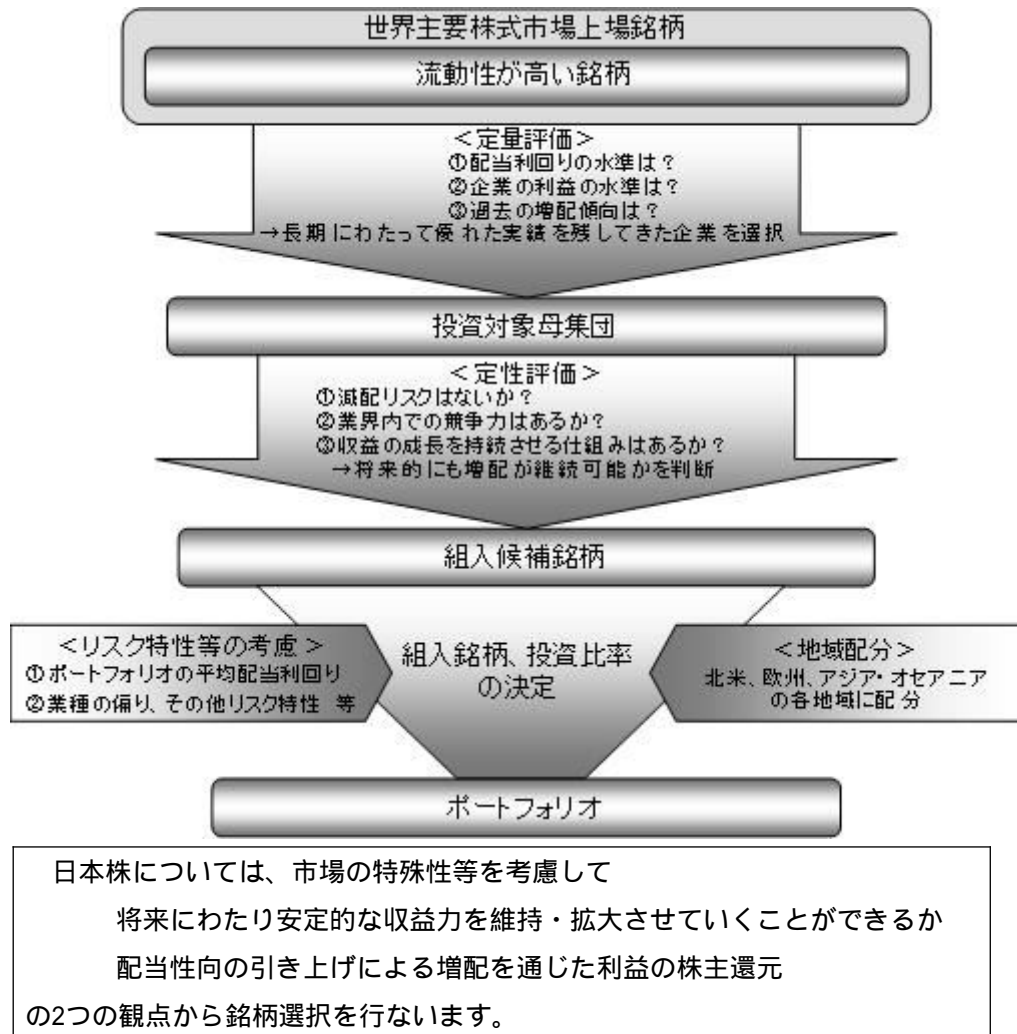 世界主要株式市場上場銘柄
流動性が高い銘柄
＜定量評価＞
①配当利回りの水準は？
②企業の利益の水準は？
③過去の増配傾向は？
→長期にわたって優れた実績を残してきた企業を選択
投資対象母集団
＜定性評価＞
①減配リスクはないか？
②業界内での競争力はあるか？
③収益の成長を持続させる仕組みはあるか？
→将来的にも増配が継続可能かを判断
組入候補銘柄
＜リスク特性等の考慮＞
①ポートフォリオの平均配当利回り
②業種の偏り、その他リスク特性 等
組入銘柄、投資比率
の決定
＜地域配分＞
北米、欧州、アジア・オセアニア
の各地域に配分
ポートフォリオ
日本株については、市場の特殊性等を考慮して
将来にわたり安定的な収益力を維持・拡大させていくことができるか
配当性向の引き上げによる増配を通じた利益の株主還元
の2つの観点から銘柄選択を行ないます。